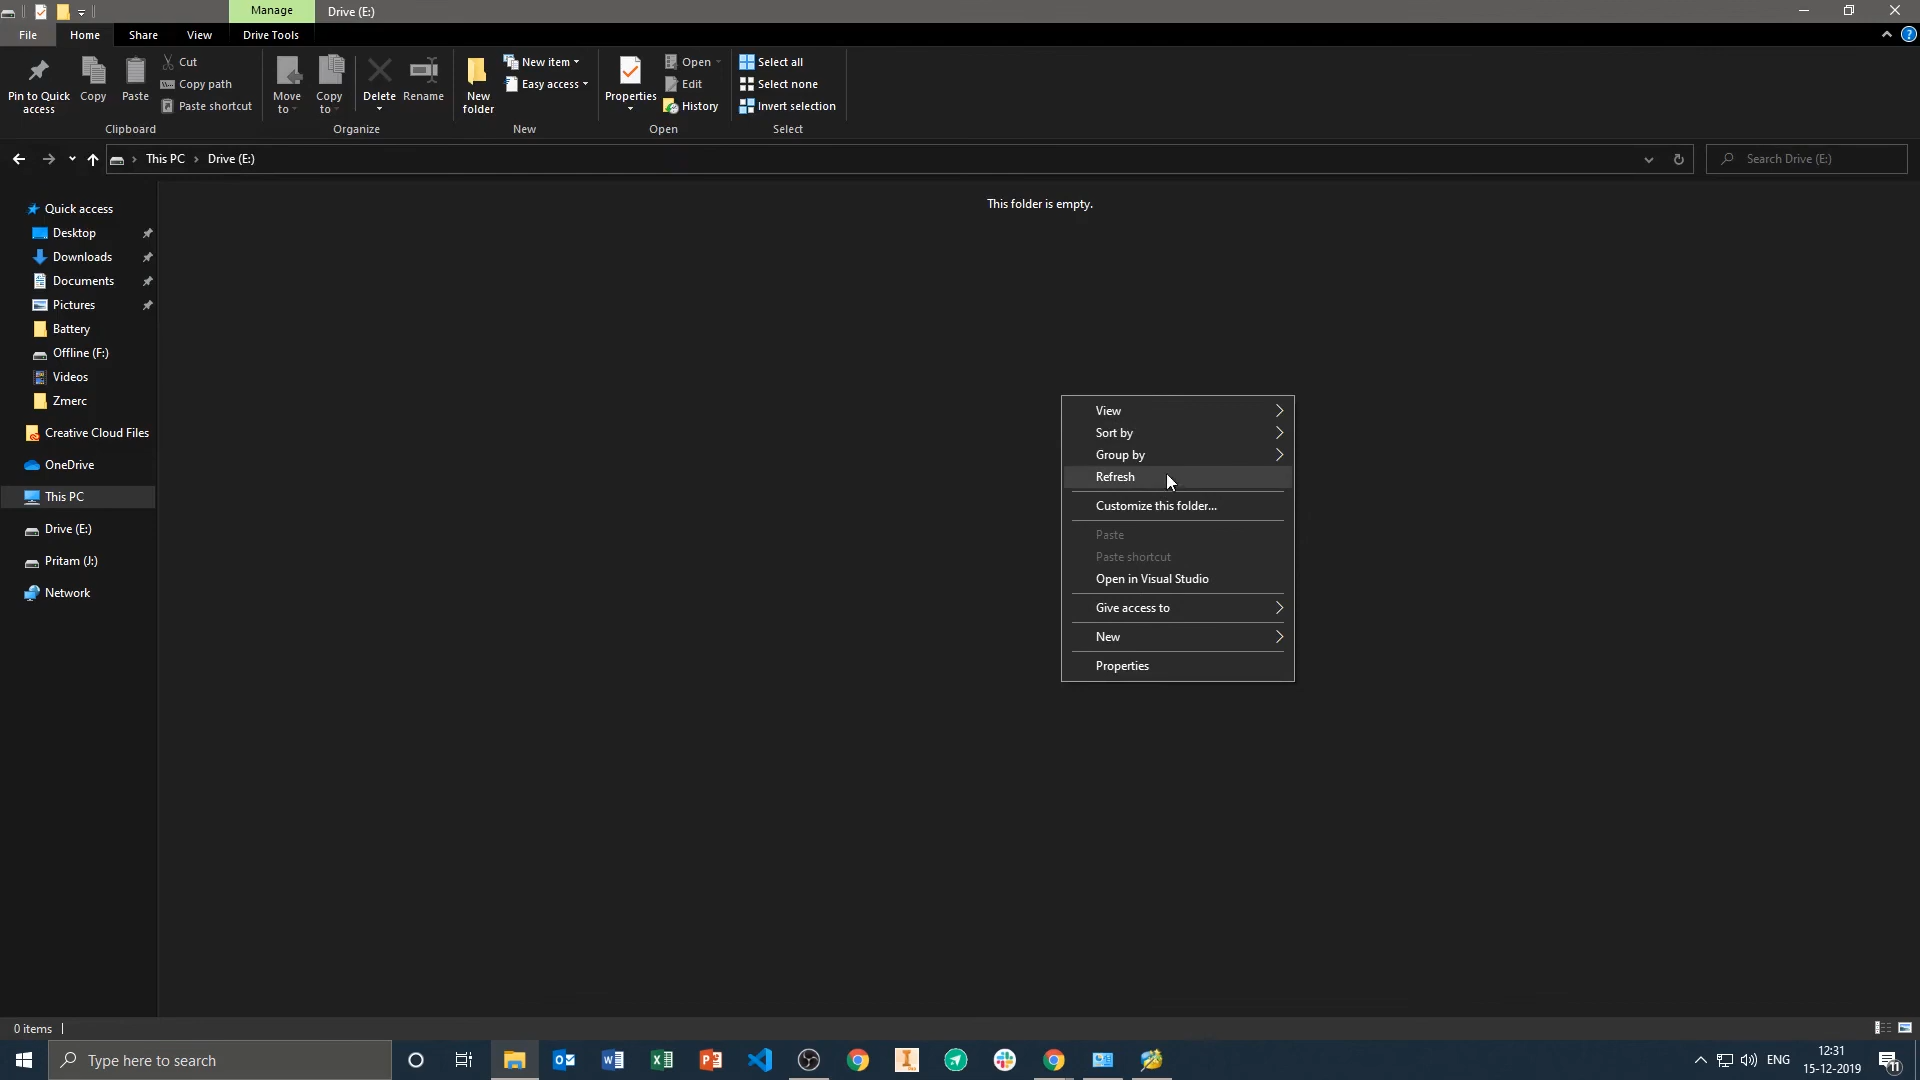 Manage
Drive (E:)
File
Home
Share
View
Drive Tools
Pin to Quick
access
Copy
Paste
Cut
Copy path
Paste shortcut
Clipboard
Move
to
Copy
to
Delete
Rename
Organize
New
folder
New item
Easy access
New
Properties
Open
Edit
History
Open
Select all
Select none
Invert selection
Select
This PC
Drive (E:)
Search Drive (E:)
Quick access
Desktop
Downloads
Documents
Pictures
Battery
Offline (F:)
Videos
Zmerc
Creative Cloud Files
OneDrive
This PC
Drive (E:)
Pritam (J:)
Network
This folder is empty.
View
Sort by
Group by
Refresh
Customize this folder...
Paste
Paste shortcut
Open in Visual Studio
Give access to
New
Properties
0 items
Type here to search
ENG
12:31
15-12-2019
11